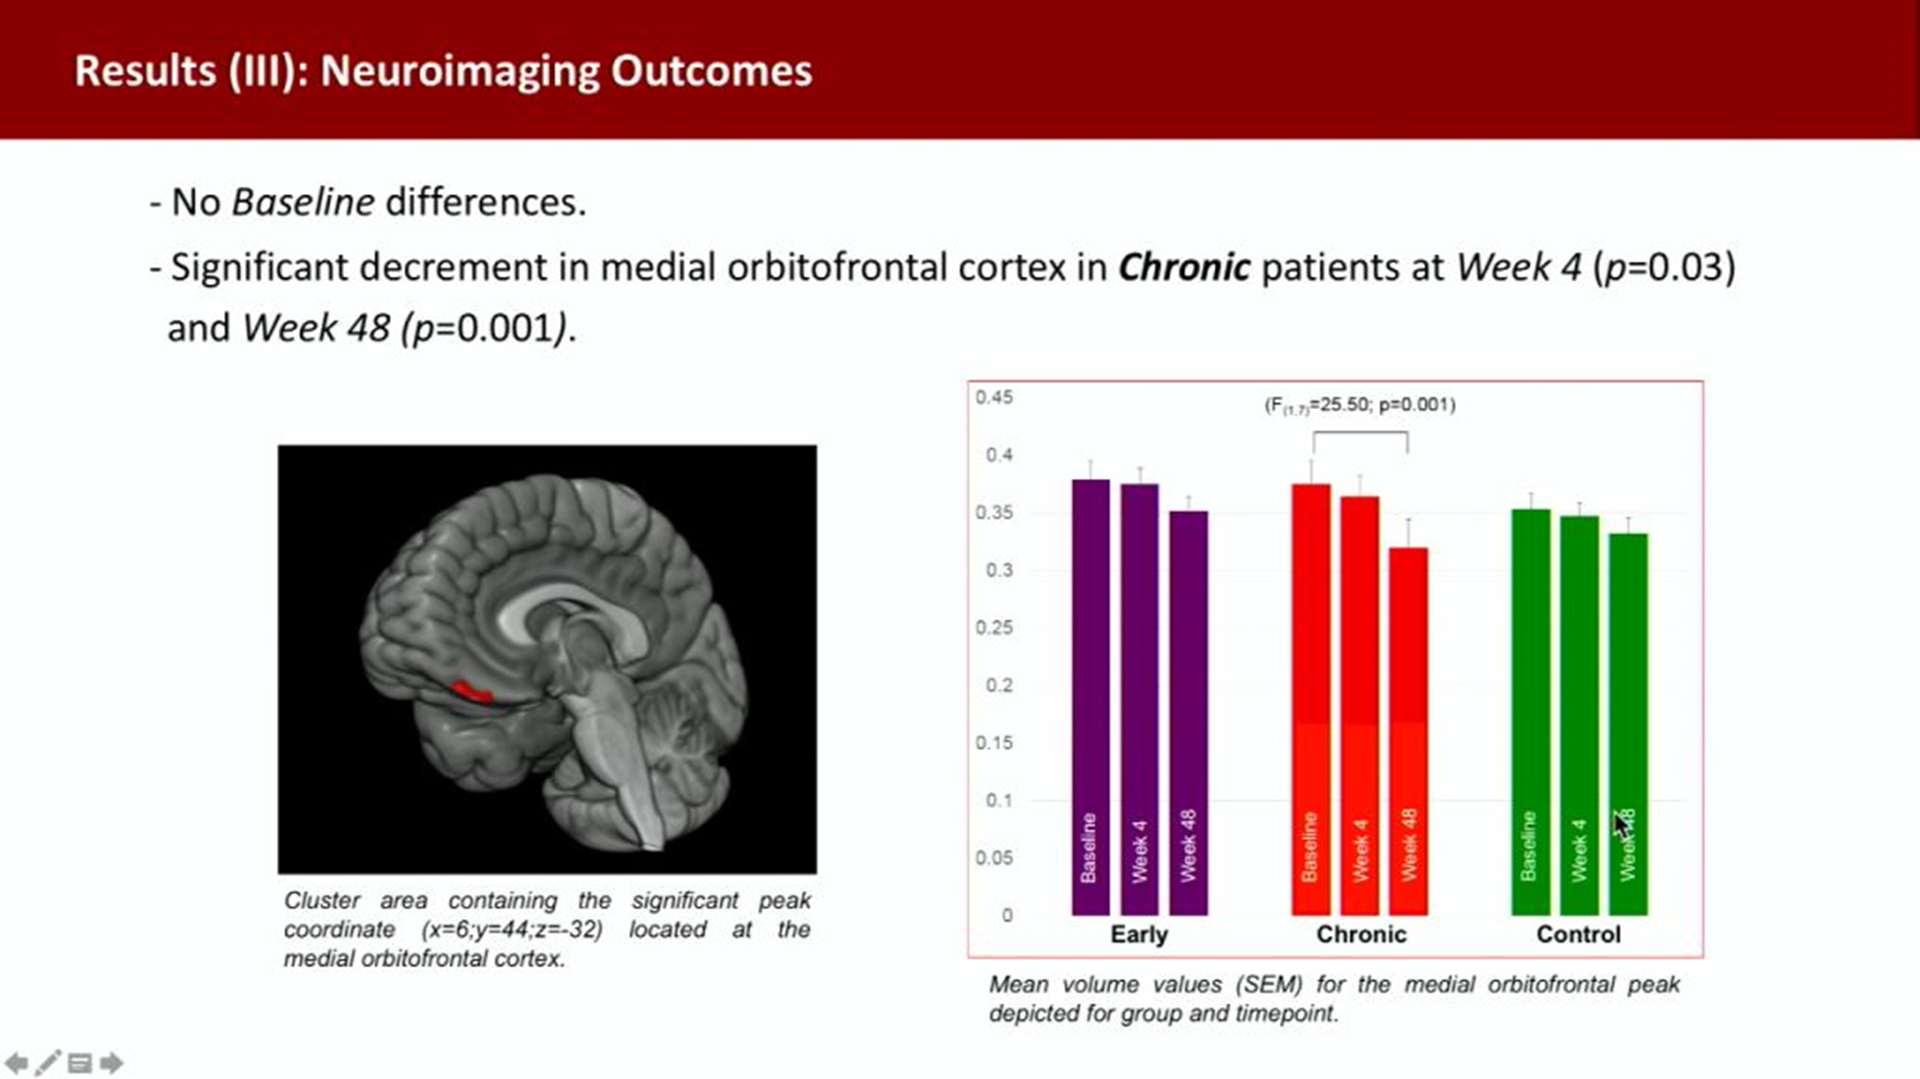 Results (III): Neuroimaging Outcomes
- No Baseline differences.
- Significant decrement in medial orbitofrontal cortex in Chronic patients at Week 4 (p=0.03)
and Week 48 (p=0.001).
Cluster area containing the significant peak
coordinate (x=6;y=44;z=-32) located at the
medial orbitofrontal cortex.
(F(1,7)=25.50; p=0.001)
0.45
0.4
0.35
0.3
0.25
0.2
0.15
0.1
0.05
0
Baseline
Week 4
Week 48
Baseline
Week 4
Week 48
Baseline
Week 4
Week 48
Early
Chronic
Control
Mean volume values (SEM) for the medial orbitofrontal peak
depicted for group and timepoint.